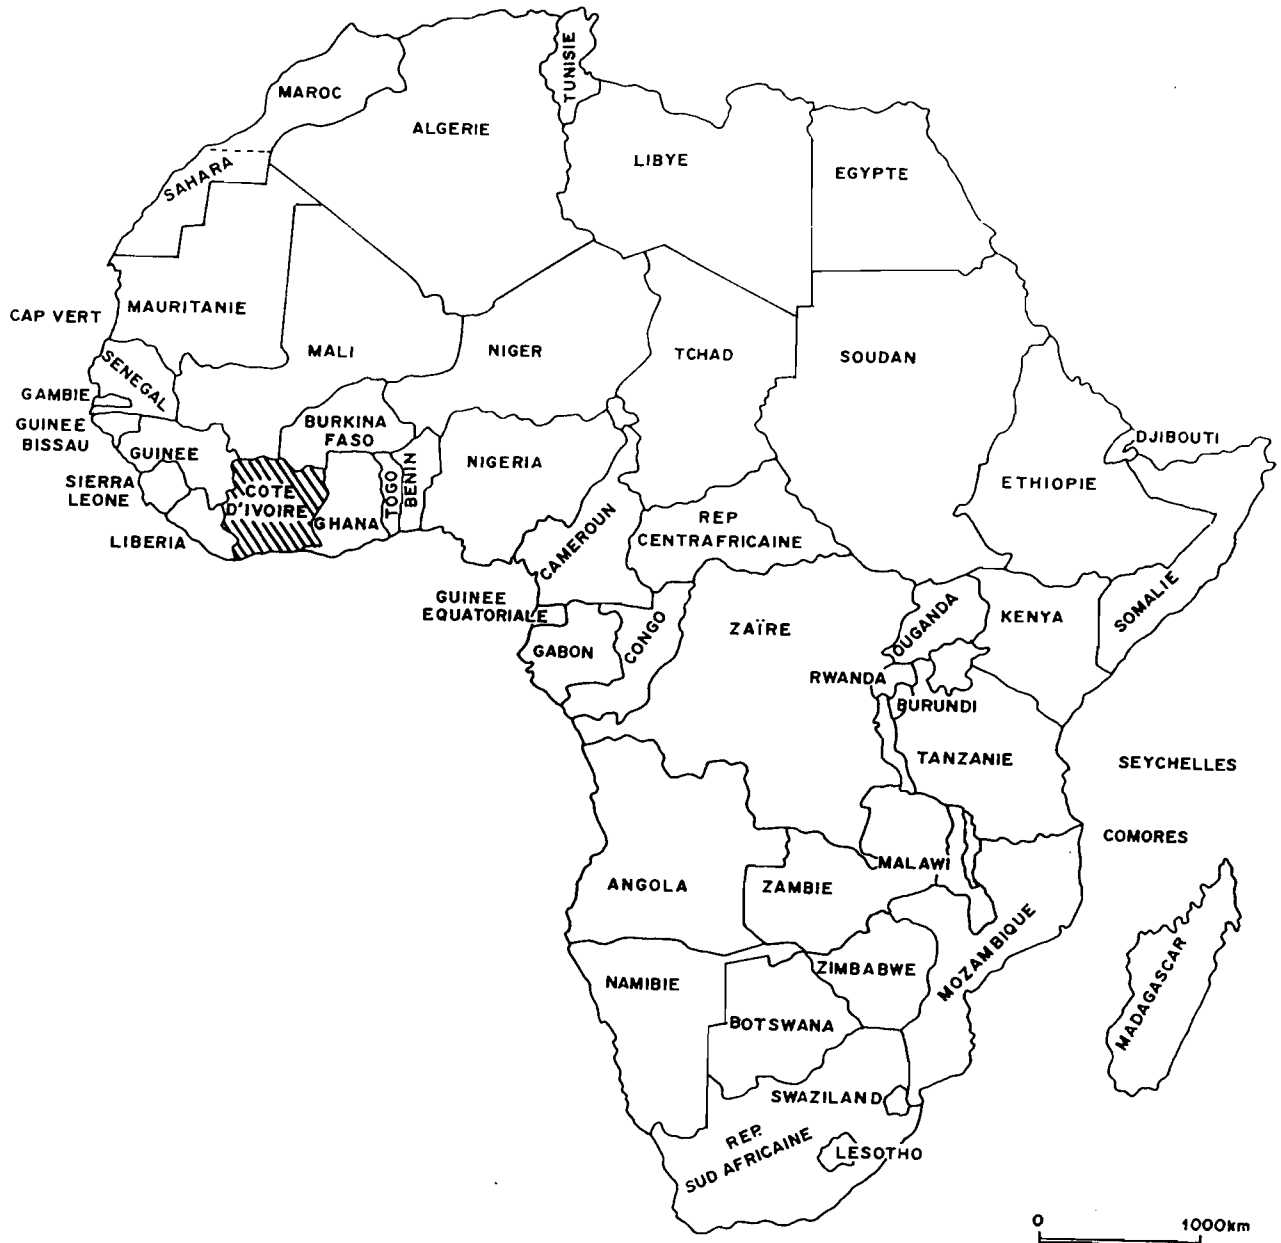 TUNISIE
MAROC
ALGERIE
LIBYE
EGYPTE
SAHARA
MAURITANIE
CAP VERT
MALI
NIGER
TCHAD
SOUDAN
SENEGAL
GAMBIE
GUINEE
BISSAU
BURKINA
FASO
GUINEE
NIGERIA
DJIBOUTI
SIERRA
LEONE
COTE
D'IVOIRE
GHANA
TOGO
BENIN
ETHIOPIE
LIBERIA
CAMEROUN
REP
CENTRAFRICAINE
GUINEE
EQUATORIALE
GABON
CONGO
ZAÏRE
OUGANDA
KENYA
SOMALIE
RWANDA
BURUNDI
TANZANIE
SEYCHELLES
COMORES
ANGOLA
ZAMBIE
MALAWI
MOZAMBIQUE
MADAGASCAR
NAMIBIE
ZIMBABWE
BOTSWANA
SWAZILAND
REP.
SUD AFRICAINE
LESOTHO
0 1000km